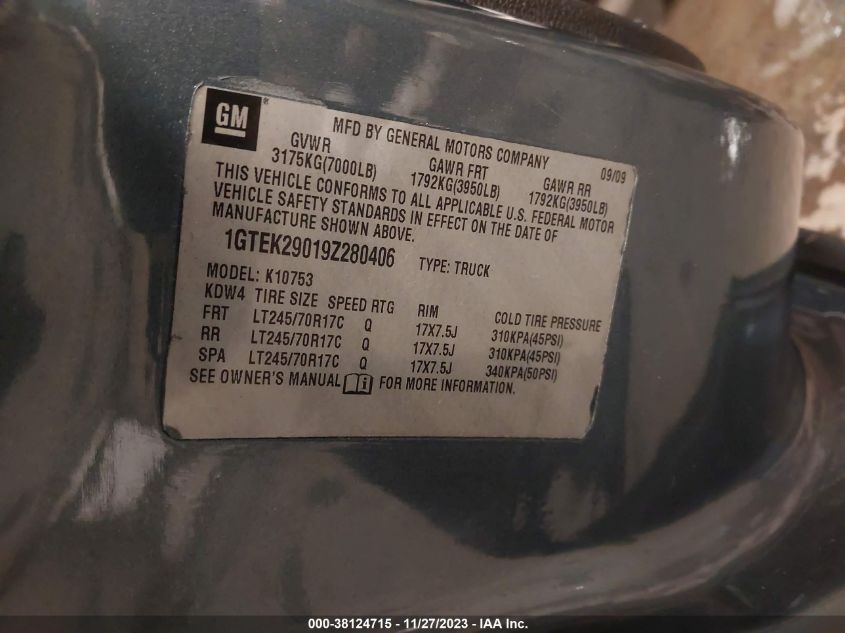 GM
MFD BY GENERAL MOTORS COMPANY
GVWR GAWR FRT GAWR RR 09/09
3175KG(7000LB) 1792KG(3950LB) 1792KG(3950LB)
THIS VEHICLE CONFORMS TO ALL APPLICABLE U.S. FEDERAL MOTOR
VEHICLE SAFETY STANDARDS IN EFFECT ON THE DATE OF
MANUFACTURE SHOWN ABOVE.
1GTEK29019Z280406 TYPE: TRUCK
MODEL: K10753
KDW4 TIRE SIZE SPEED RTG RIM COLD TIRE PRESSURE
FRT LT245/70R17C Q 17X7.5J 310KPA(45PSI)
RR LT245/70R17C Q 17X7.5J 310KPA(45PSI)
SPA LT245/70R17C Q 17X7.5J 340KPA(50PSI)
SEE OWNER'S MANUAL i FOR MORE INFORMATION.
000-38124715 - 11/27/2023 - IAA Inc.